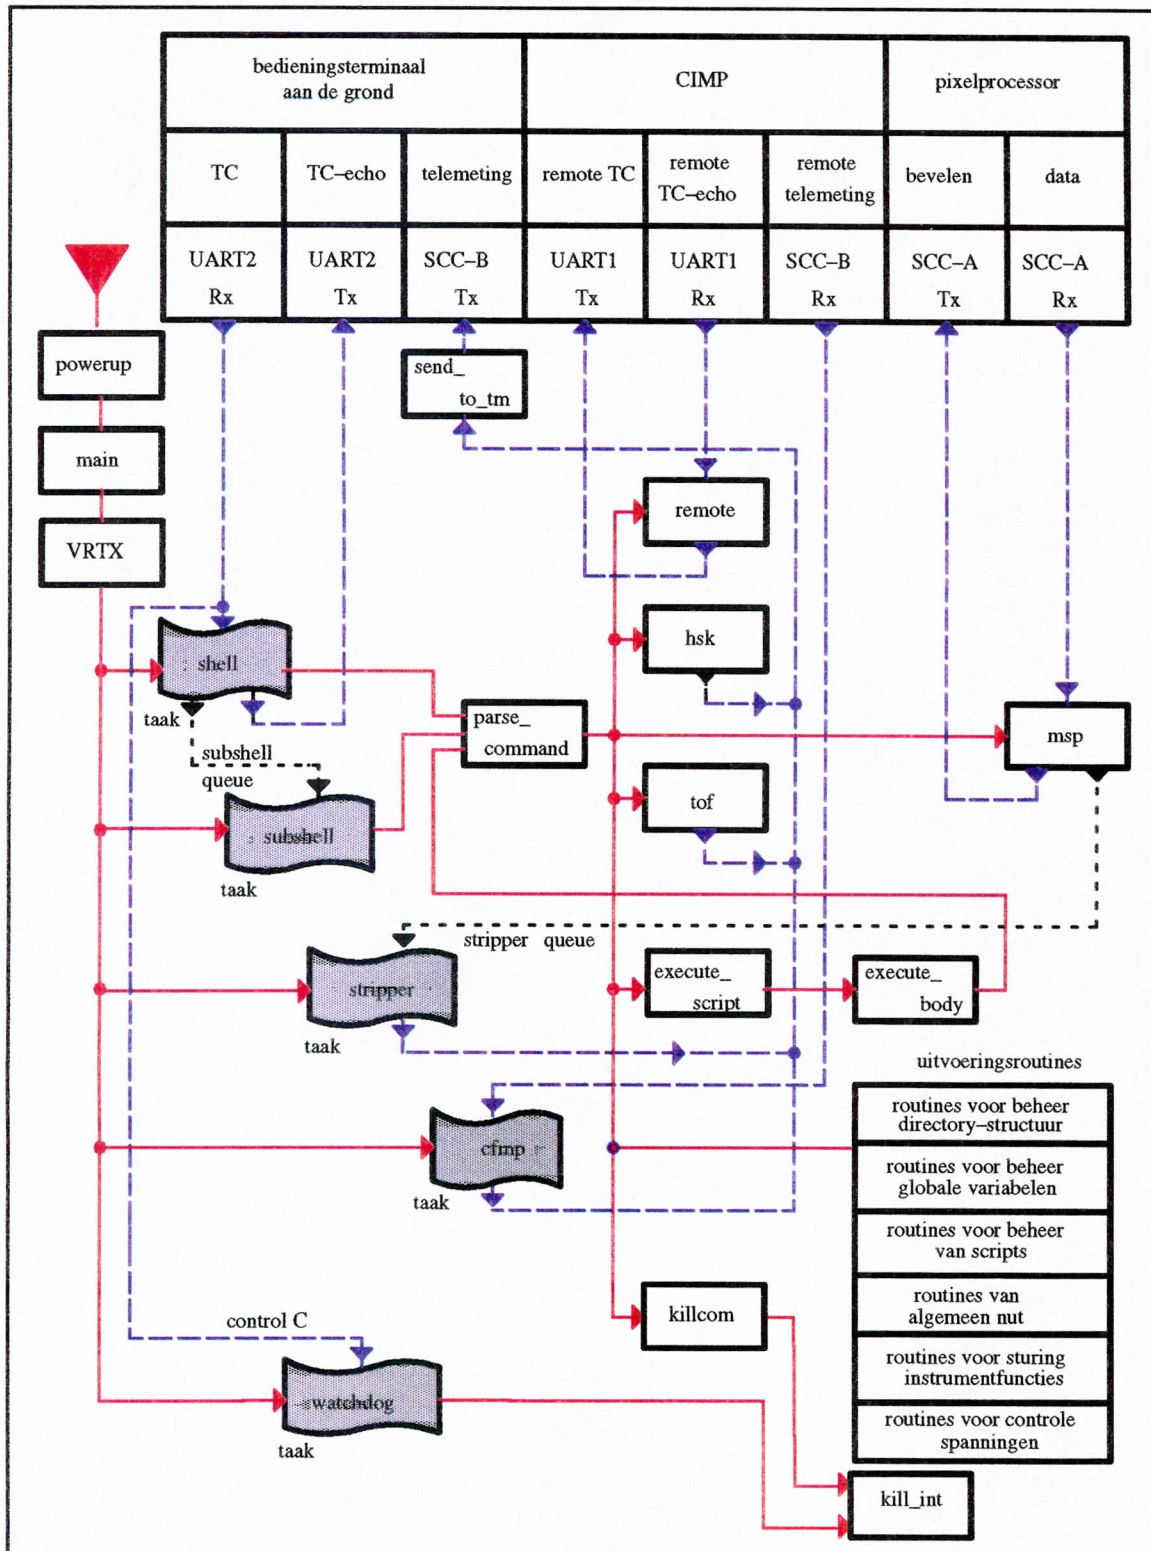 bedieningsterminaal
aan de grond
CIMP
pixelprocessor
TC
TC–echo
telemeting
remote TC
remote
TC–echo
remote
telemeting
bevelen
data
UART2
Rx
UART2
Tx
SCC–B
Tx
UART1
Tx
UART1
Rx
SCC–B
Rx
SCC–A
Tx
SCC–A
Rx
powerup
send_
to_tm
main
remote
VRTX
hsk
shell
taak
parse_
command
msp
subshell
queue
tof
subshell
taak
stripper queue
execute_
script
execute_
body
stripper
taak
uitvoeringsroutines
routines voor beheer
directory–structuur
cfmp
taak
routines voor beheer
globale variabelen
routines voor beheer
van scripts
routines van
algemeen nut
killcom
control C
routines voor sturing
instrumentfuncties
watchdog
taak
routines voor controle
spanningen
kill_int